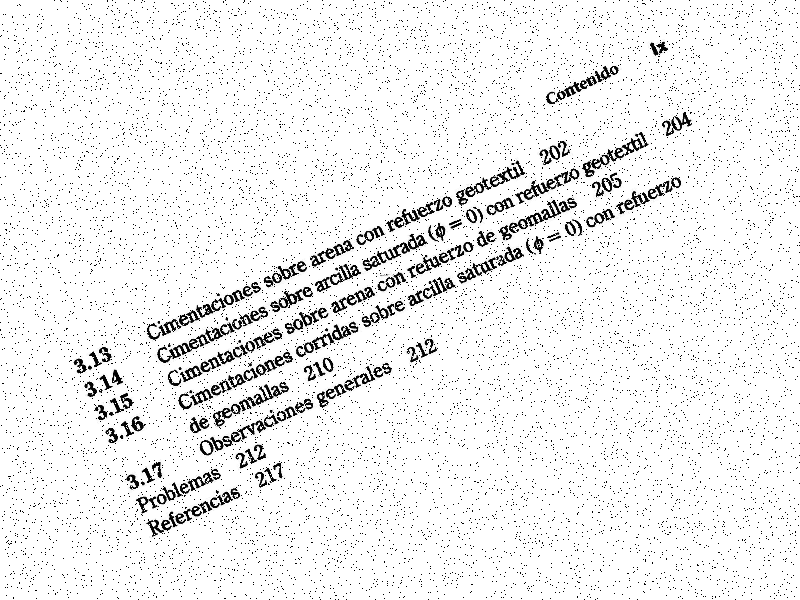 Contenido ix
3.13 Cimentaciones sobre arena con refuerzo geotextil 202
3.14 Cimentaciones sobre arcilla saturada (ϕ = 0) con refuerzo geotextil 204
3.15 Cimentaciones sobre arena con refuerzo de geomallas 205
3.16 Cimentaciones corridas sobre arcilla saturada (ϕ = 0) con refuerzo
de geomallas 210
3.17 Observaciones generales 212
Problemas 212
Referencias 217